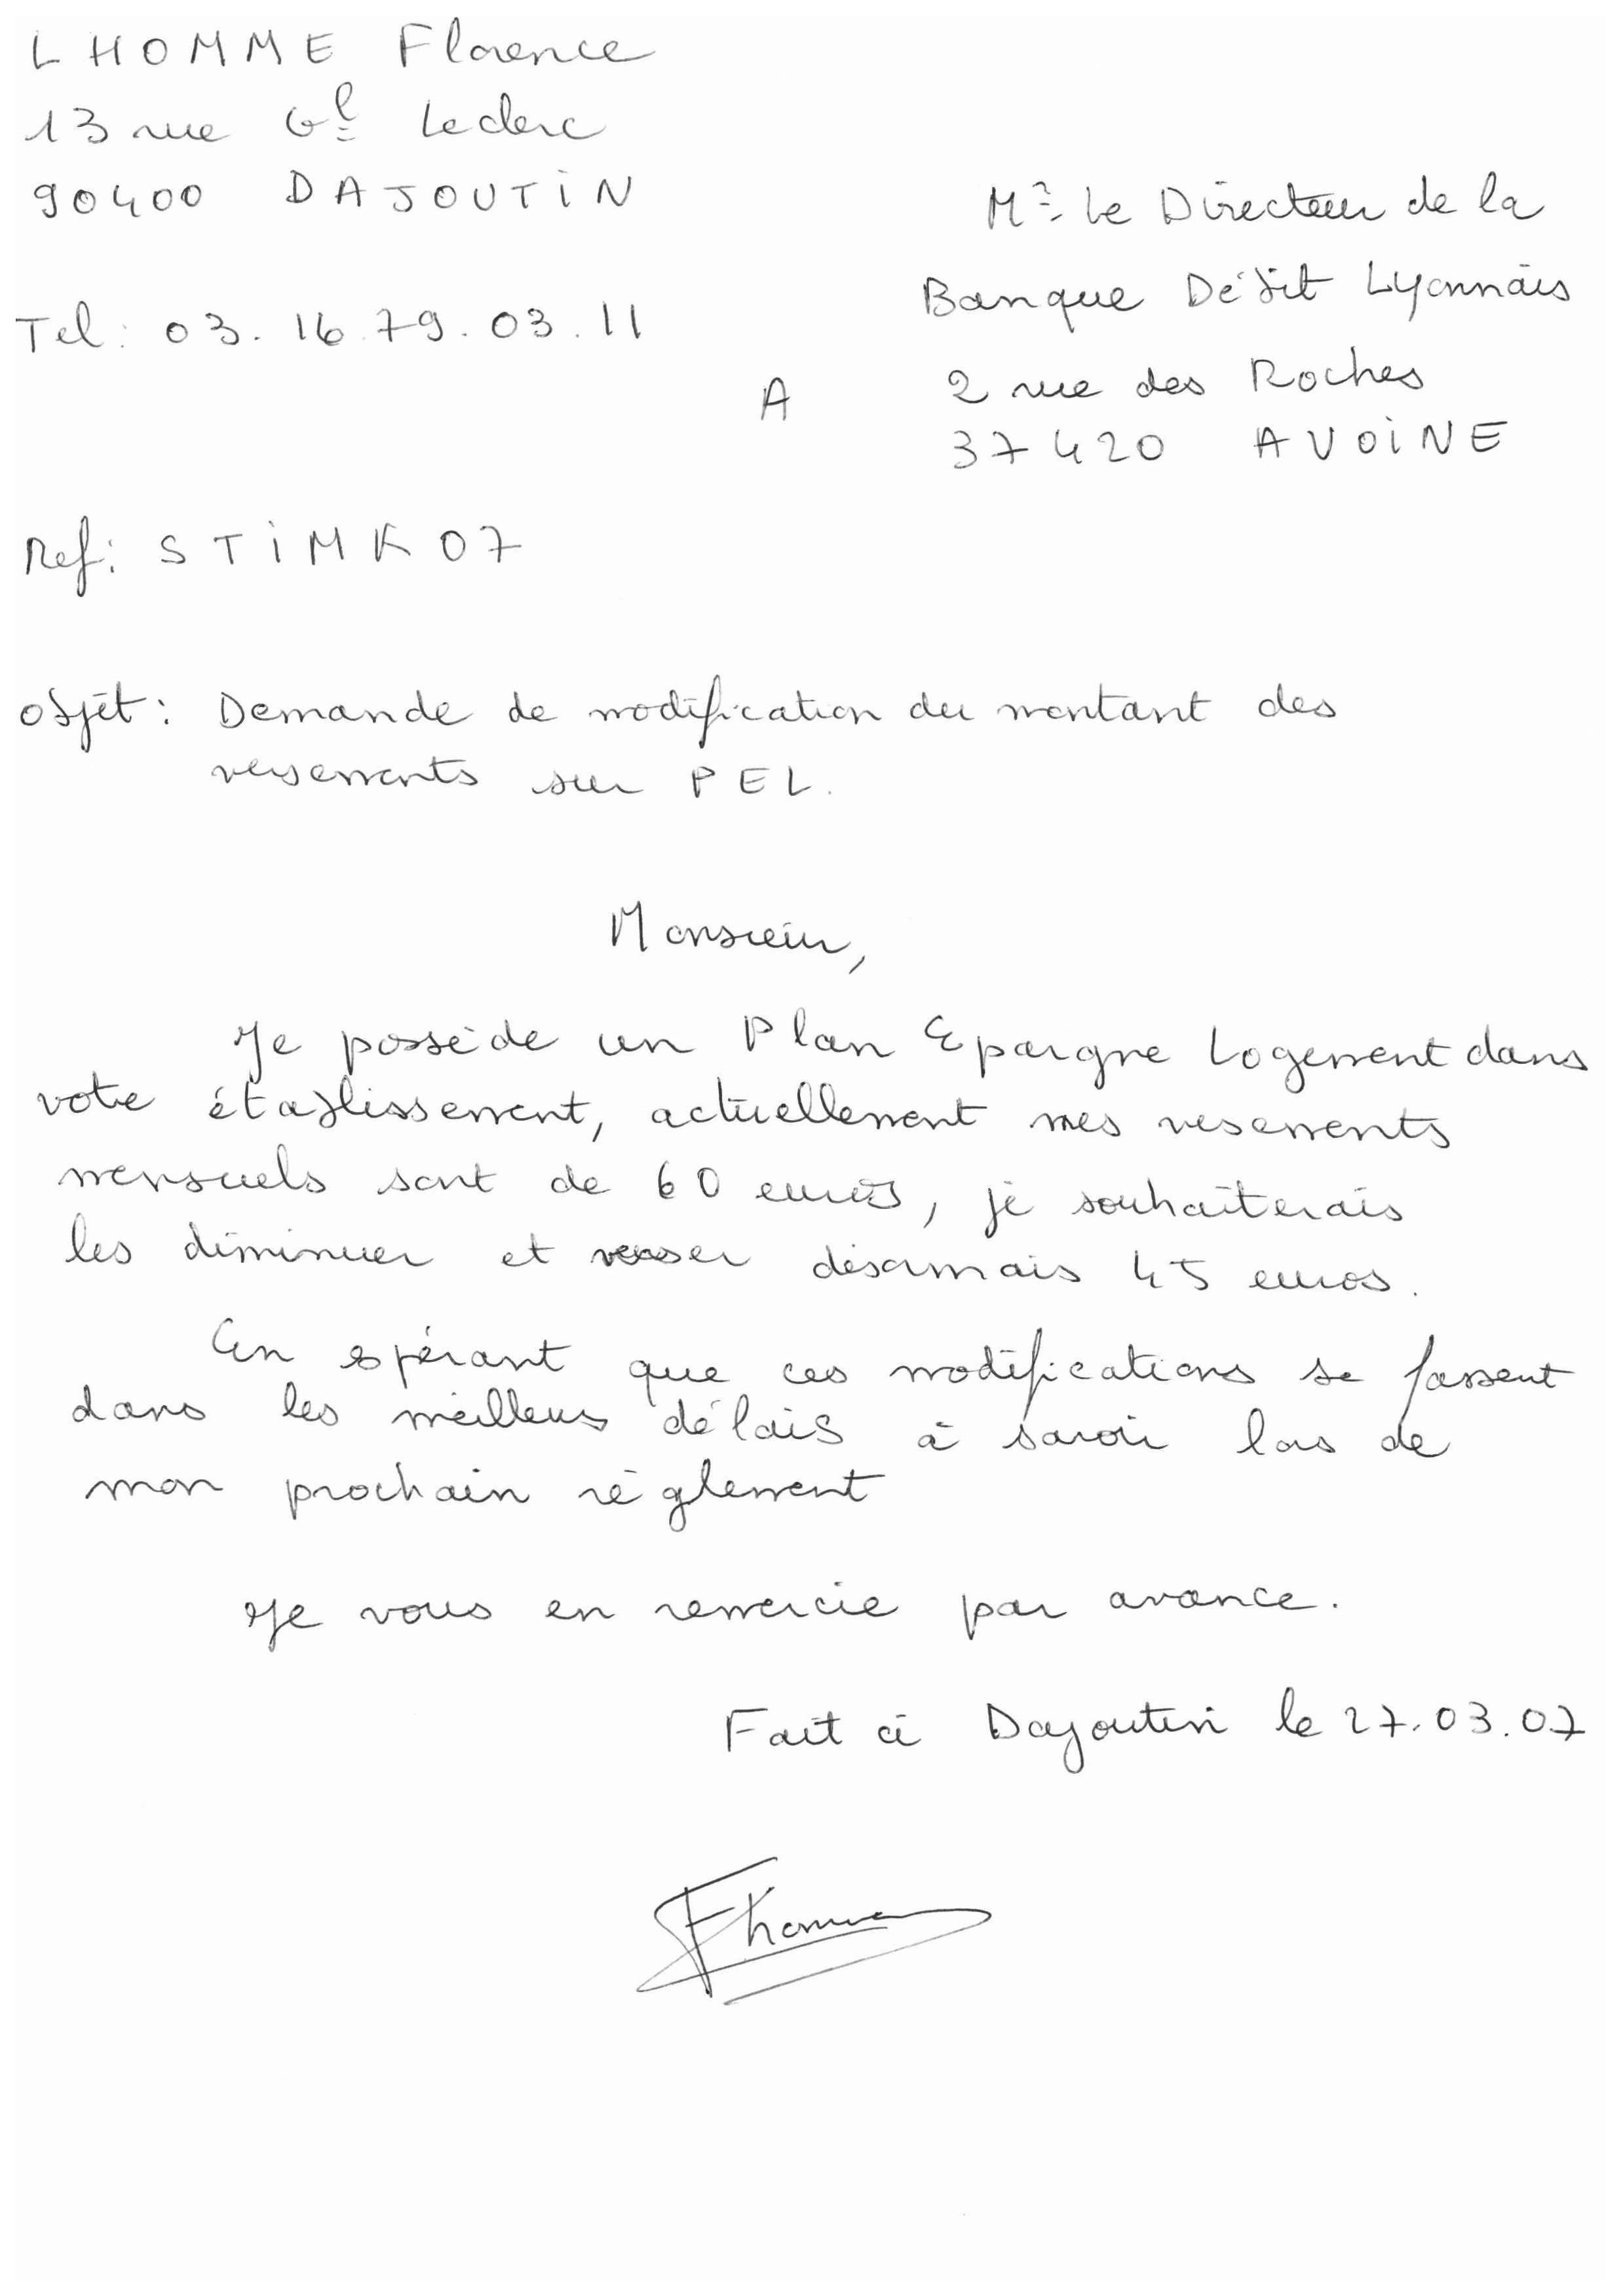 LHOMME Florence
13 rue Gl Leclerc
90400 DAJOUTIN
Mr Le Directeur de la
Banque Débit Lyonnais
Tel: 03.16.79.03.11
A 2 rue des Roches
37420 AVOINE
Ref: STIMK07
Objet: Demande de modification du montant des
versements sur PEL.
Monsieur,
Je possède un Plan Epargne Logement dans
votre établissement, actuellement mes versements
mensuels sont de 60 euros, je souhaiterais
les diminuer et verser désormais 45 euros.
En espérant que ces modifications se fassent
dans les meilleurs délais à savoir lors de
mon prochain règlement
Je vous en remercie par avance.
Fait à Dajoutin le 27.03.07
Fhomme